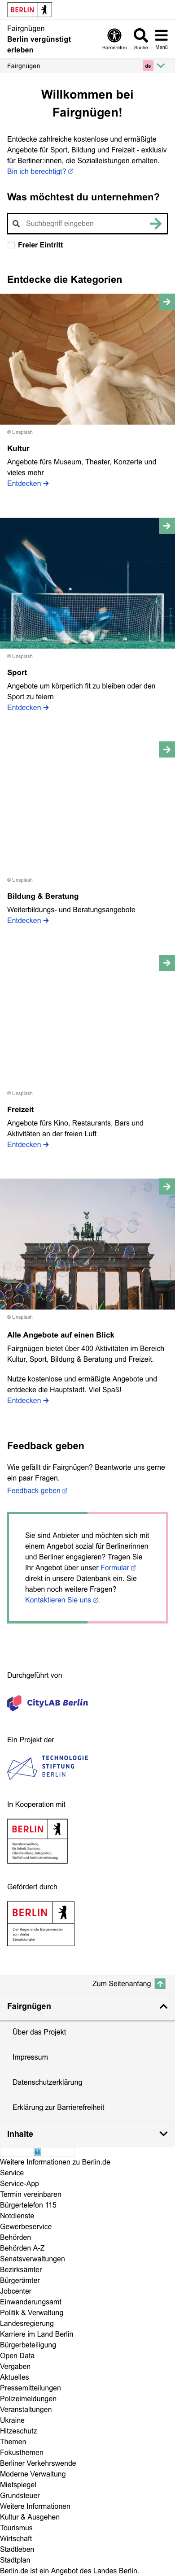 BERLIN
Fairgnügen
Berlin vergünstigt
erleben
Barrierefrei
Suche
Menü
Fairgnügen
de
Willkommen bei
Fairgnügen!
Entdecke zahlreiche kostenlose und ermäßigte
Angebote für Sport, Bildung und Freizeit - exklusiv
für Berliner:innen, die Sozialleistungen erhalten.
Bin ich berechtigt?
Was möchtest du unternehmen?
Suchbegriff eingeben
Freier Eintritt
Entdecke die Kategorien
© Unsplash
Kultur
Angebote fürs Museum, Theater, Konzerte und
vieles mehr
Entdecken
© Unsplash
Sport
Angebote um körperlich fit zu bleiben oder den
Sport zu feiern
Entdecken
© Unsplash
Bildung & Beratung
Weiterbildungs- und Beratungsangebote
Entdecken
© Unsplash
Freizeit
Angebote fürs Kino, Restaurants, Bars und
Aktivitäten an der freien Luft
Entdecken
© Unsplash
Alle Angebote auf einen Blick
Fairgnügen bietet über 400 Aktivitäten im Bereich
Kultur, Sport, Bildung & Beratung und Freizeit.
Nutze kostenlose und ermäßigte Angebote und
entdecke die Hauptstadt. Viel Spaß!
Entdecken
Feedback geben
Wie gefällt dir Fairgnügen? Beantworte uns gerne
ein paar Fragen.
Feedback geben
Sie sind Anbieter und möchten sich mit
einem Angebot sozial für Berlinerinnen
und Berliner engagieren? Tragen Sie
Ihr Angebot über unser Formular
direkt in unsere Datenbank ein. Sie
haben noch weitere Fragen?
Kontaktieren Sie uns.
Durchgeführt von
CityLAB Berlin
Ein Projekt der
TECHNOLOGIE
STIFTUNG
BERLIN
In Kooperation mit
BERLIN
Senatsverwaltung
für Arbeit, Soziales,
Gleichstellung, Integration,
Vielfalt und Antidiskriminierung
Gefördert durch
BERLIN
Der Regierende Bürgermeister
von Berlin
Senatskanzlei
Zum Seitenanfang
Fairgnügen
Über das Projekt
Impressum
Datenschutzerklärung
Erklärung zur Barrierefreiheit
Inhalte
Weitere Informationen zu Berlin.de
Service
Service-App
Termin vereinbaren
Bürgertelefon 115
Notdienste
Gewerbeservice
Behörden
Behörden A-Z
Senatsverwaltungen
Bezirksämter
Bürgerämter
Jobcenter
Einwanderungsamt
Politik & Verwaltung
Landesregierung
Karriere im Land Berlin
Bürgerbeteiligung
Open Data
Vergaben
Aktuelles
Pressemitteilungen
Polizeimeldungen
Veranstaltungen
Ukraine
Hitzeschutz
Themen
Fokusthemen
Berliner Verkehrswende
Moderne Verwaltung
Mietspiegel
Grundsteuer
Weitere Informationen
Kultur & Ausgehen
Tourismus
Wirtschaft
Stadtleben
Stadtplan
Berlin.de ist ein Angebot des Landes Berlin.